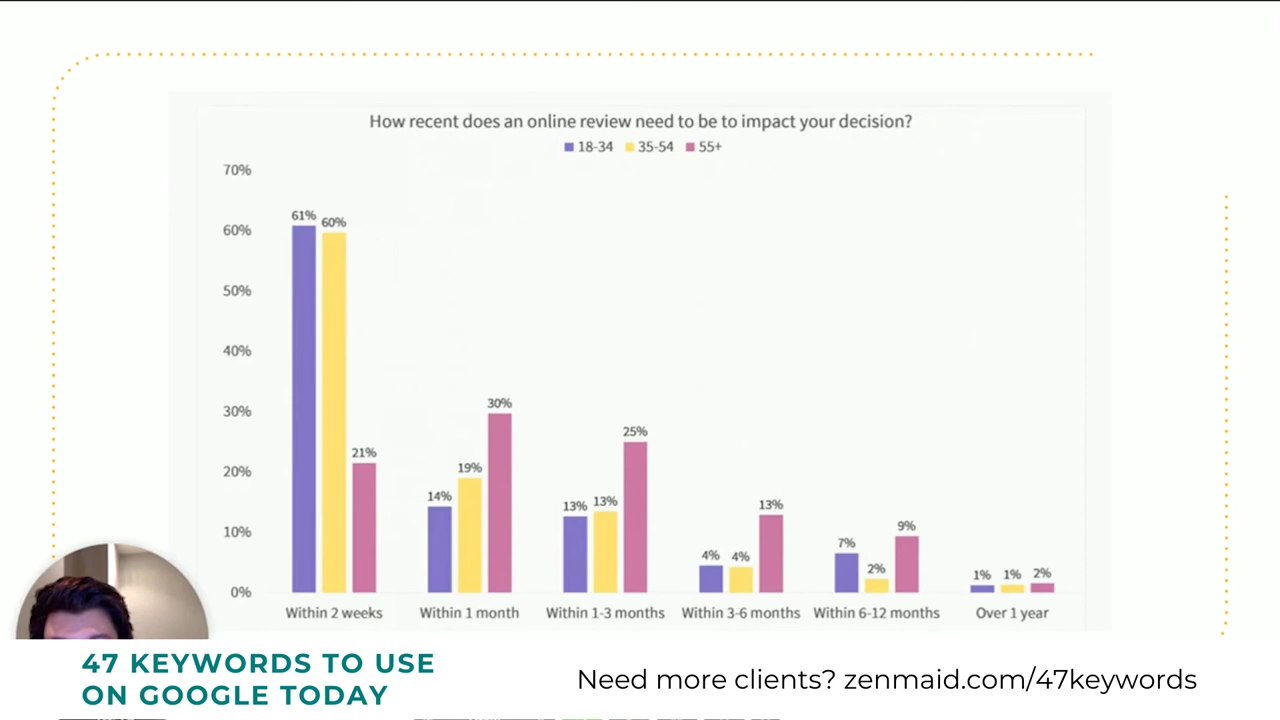 How recent does an online review need to be to impact your decision?
18-34 35-54 55+
70%
60%
50%
40%
30%
20%
10%
0%
61% 60% 21%
14% 19% 30%
13% 13% 25%
4% 4% 13%
7% 2% 9%
1% 1% 2%
Within 2 weeks Within 1 month Within 1-3 months Within 3-6 months Within 6-12 months Over 1 year
47 KEYWORDS TO USE
ON GOOGLE TODAY
Need more clients? zenmaid.com/47keywords